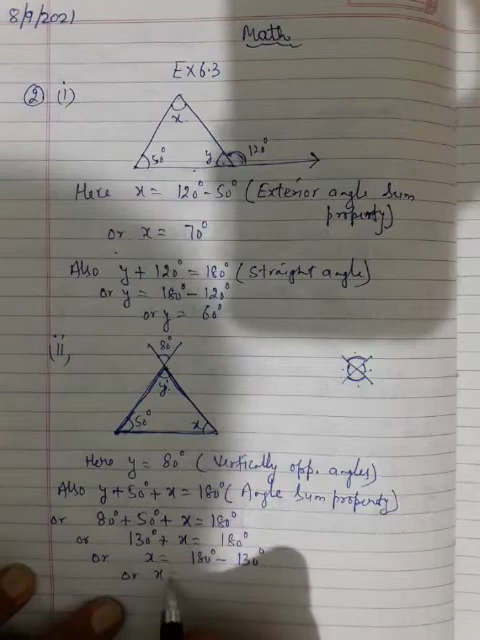 8/9/2021
Math
EX 6.3
② (i)
x
50° y 120°
Here x = 120° - 50° (Exterior angle Sum
property)
or x = 70°
Also y + 120° = 180° (Straight angle)
or y = 180° - 120°
or y = 60°
(ii)
80°
y
50° x
Here y = 80° (Vertically opp. angles)
Also y + 50° + x = 180° (Angle Sum property)
or 80° + 50° + x = 180°
or 130° + x = 180°
or x = 180° - 130°
or x =